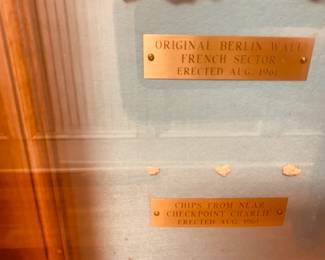 ORIGINAL BERLIN WALL
FRENCH SECTOR
ERECTED AUG. 1961
CHIPS FROM NEAR
CHECKPOINT CHARLIE
ERECTED AUG. 1961